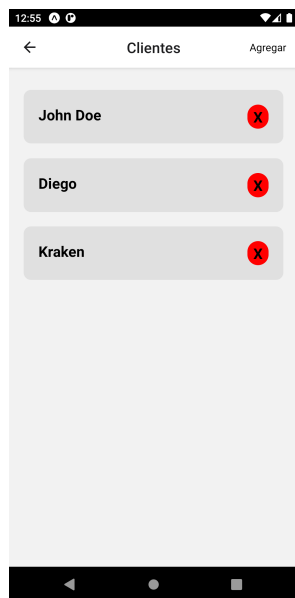 12:55
Clientes
Agregar
John Doe
X
Diego
X
Kraken
X